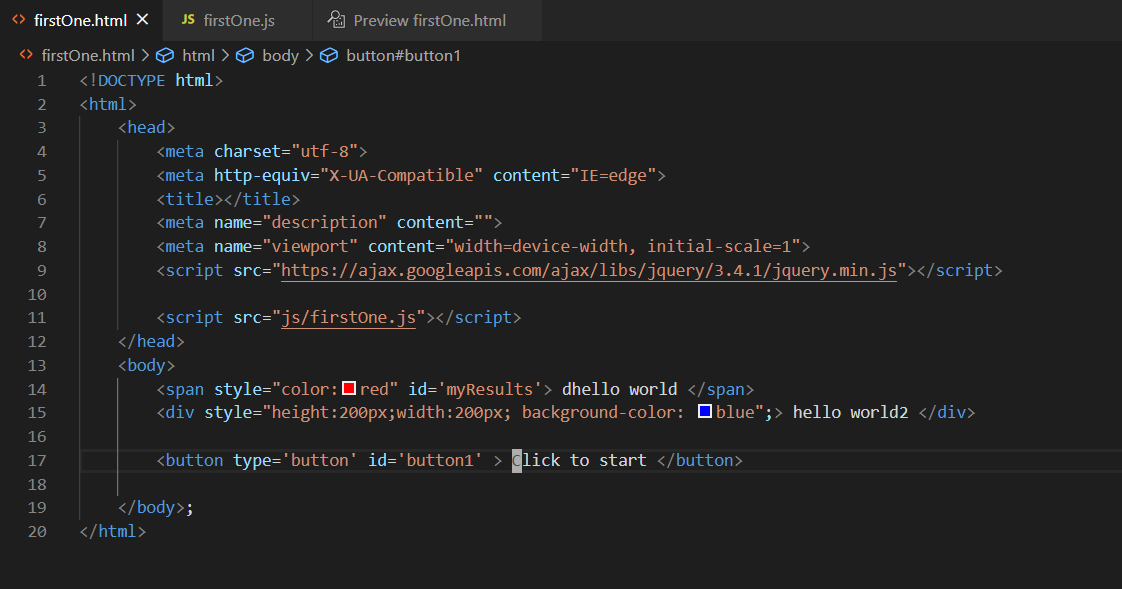 firstOne.html
JS firstOne.js
Preview firstOne.html
firstOne.html > html > body > button#button1
1 <!DOCTYPE html>
2 <html>
3 <head>
4 <meta charset="utf-8">
5 <meta http-equiv="X-UA-Compatible" content="IE=edge">
6 <title></title>
7 <meta name="description" content="">
8 <meta name="viewport" content="width=device-width, initial-scale=1">
9 <script src="https://ajax.googleapis.com/ajax/libs/jquery/3.4.1/jquery.min.js"></script>
10
11 <script src="js/firstOne.js"></script>
12 </head>
13 <body>
14 <span style="color:red" id='myResults'> dhello world </span>
15 <div style="height:200px;width:200px; background-color: blue";> hello world2 </div>
16
17 <button type='button' id='button1' > Click to start </button>
18
19 </body>;
20 </html>